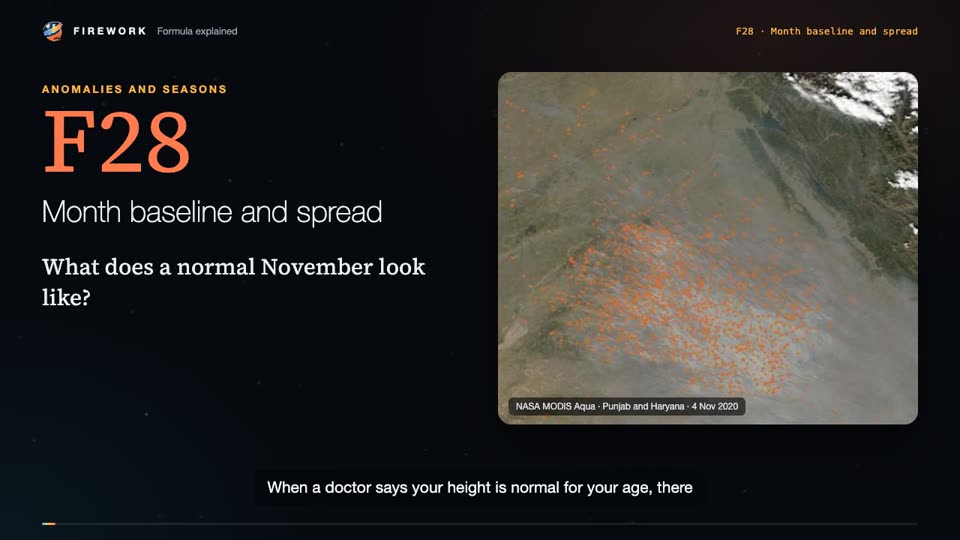 FIREWORK Formula explained
F28 · Month baseline and spread
ANOMALIES AND SEASONS
F28
Month baseline and spread
What does a normal November look
like?
NASA MODIS Aqua · Punjab and Haryana · 4 Nov 2020
When a doctor says your height is normal for your age, there